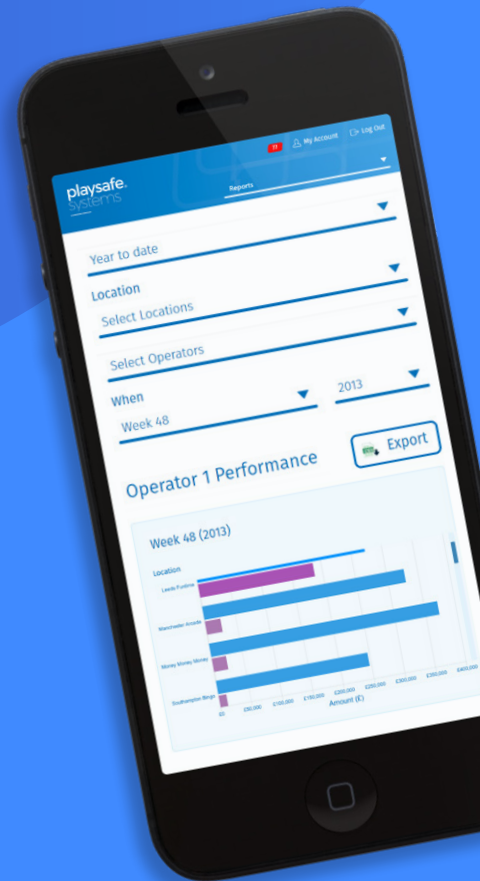 playsafe
systems
77
My Account
Log Out
Reports
Year to date
Location
Select Locations
Select Operators
When
Week 48
2013
Operator 1 Performance
Export
Week 48 (2013)
Location
Leeds Funtime
Manchester Arcade
Money Money Money
Southampton Bingo
£0
£50,000
£100,000
£150,000
£200,000
£250,000
£300,000
£350,000
£400,000
Amount (£)